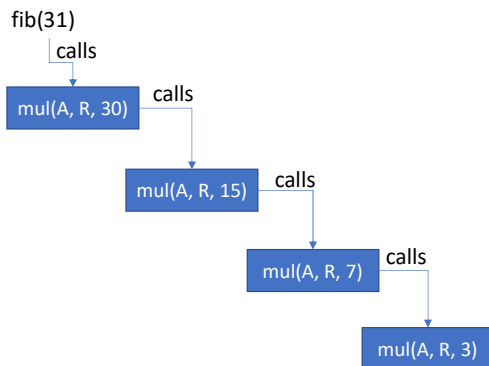 fib(31)
calls
mul(A, R, 30)
calls
mul(A, R, 15)
calls
mul(A, R, 7)
calls
mul(A, R, 3)